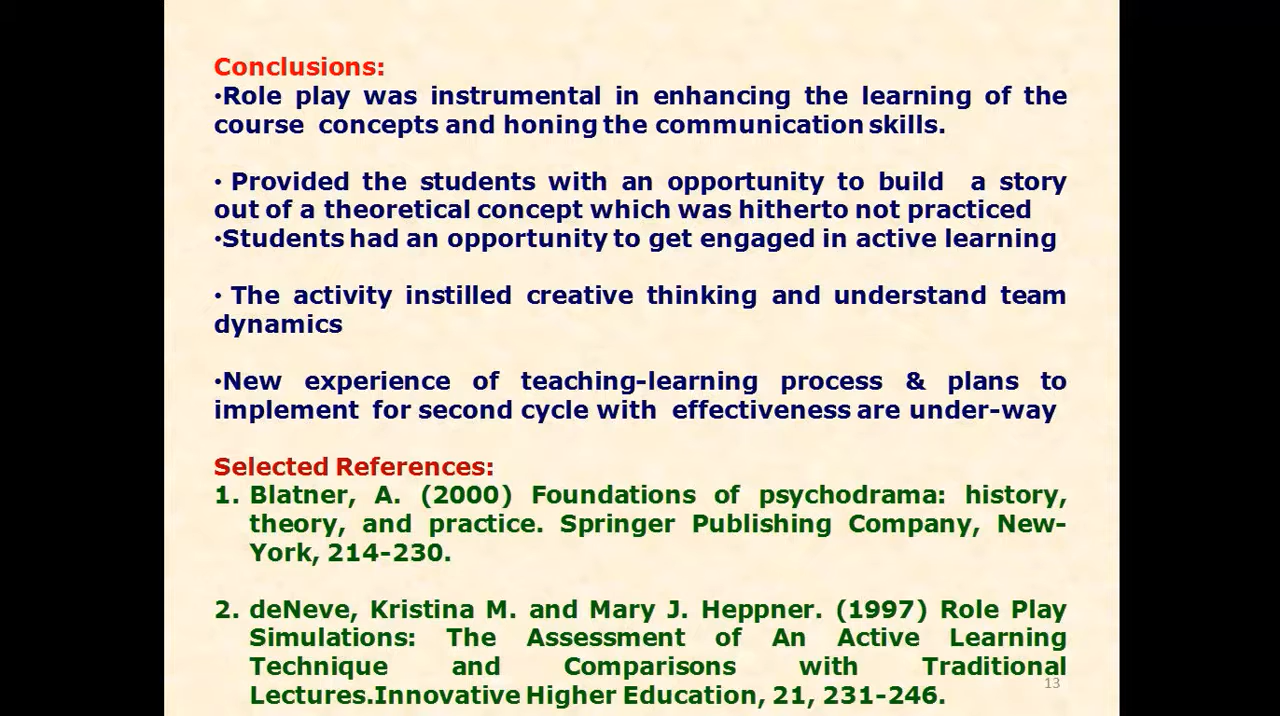 Conclusions:
•Role play was instrumental in enhancing the learning of the
course concepts and honing the communication skills.
• Provided the students with an opportunity to build a story
out of a theoretical concept which was hitherto not practiced
•Students had an opportunity to get engaged in active learning
• The activity instilled creative thinking and understand team
dynamics
•New experience of teaching-learning process & plans to
implement for second cycle with effectiveness are under-way
Selected References:
1. Blatner, A. (2000) Foundations of psychodrama: history,
theory, and practice. Springer Publishing Company, New-
York, 214-230.
2. deNeve, Kristina M. and Mary J. Heppner. (1997) Role Play
Simulations: The Assessment of An Active Learning
Technique and Comparisons with Traditional
Lectures.Innovative Higher Education, 21, 231-246.
13